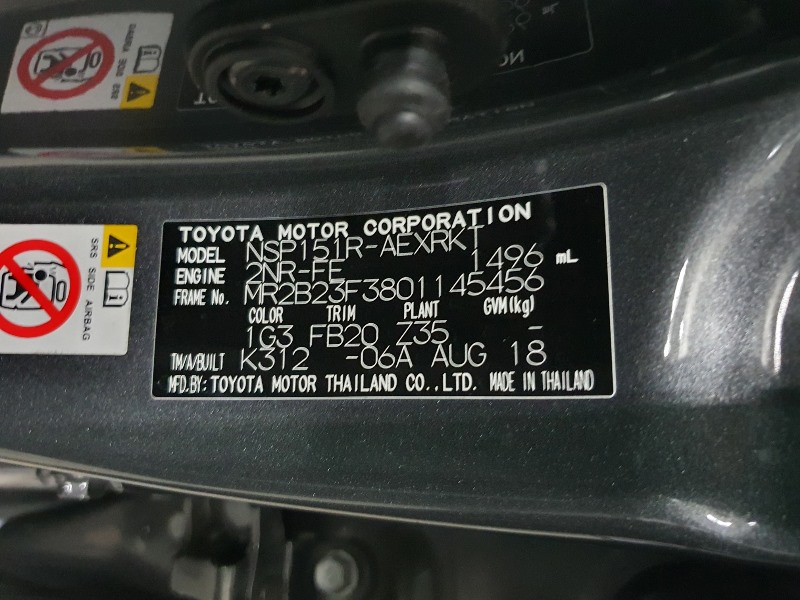 TOYOTA MOTOR CORPORATION
MODEL NSP151R-AEXRKT
ENGINE 2NR-FE 1496 mL
FRAME No. MR2B23F3801145456
COLOR TRIM PLANT GVM(kg)
1G3 FB20 Z35 -
TM/A/BUILT K312 -06A AUG 18
MFD.BY: TOYOTA MOTOR THAILAND CO.,LTD. MADE IN THAILAND
SRS SIDE AIRBAG